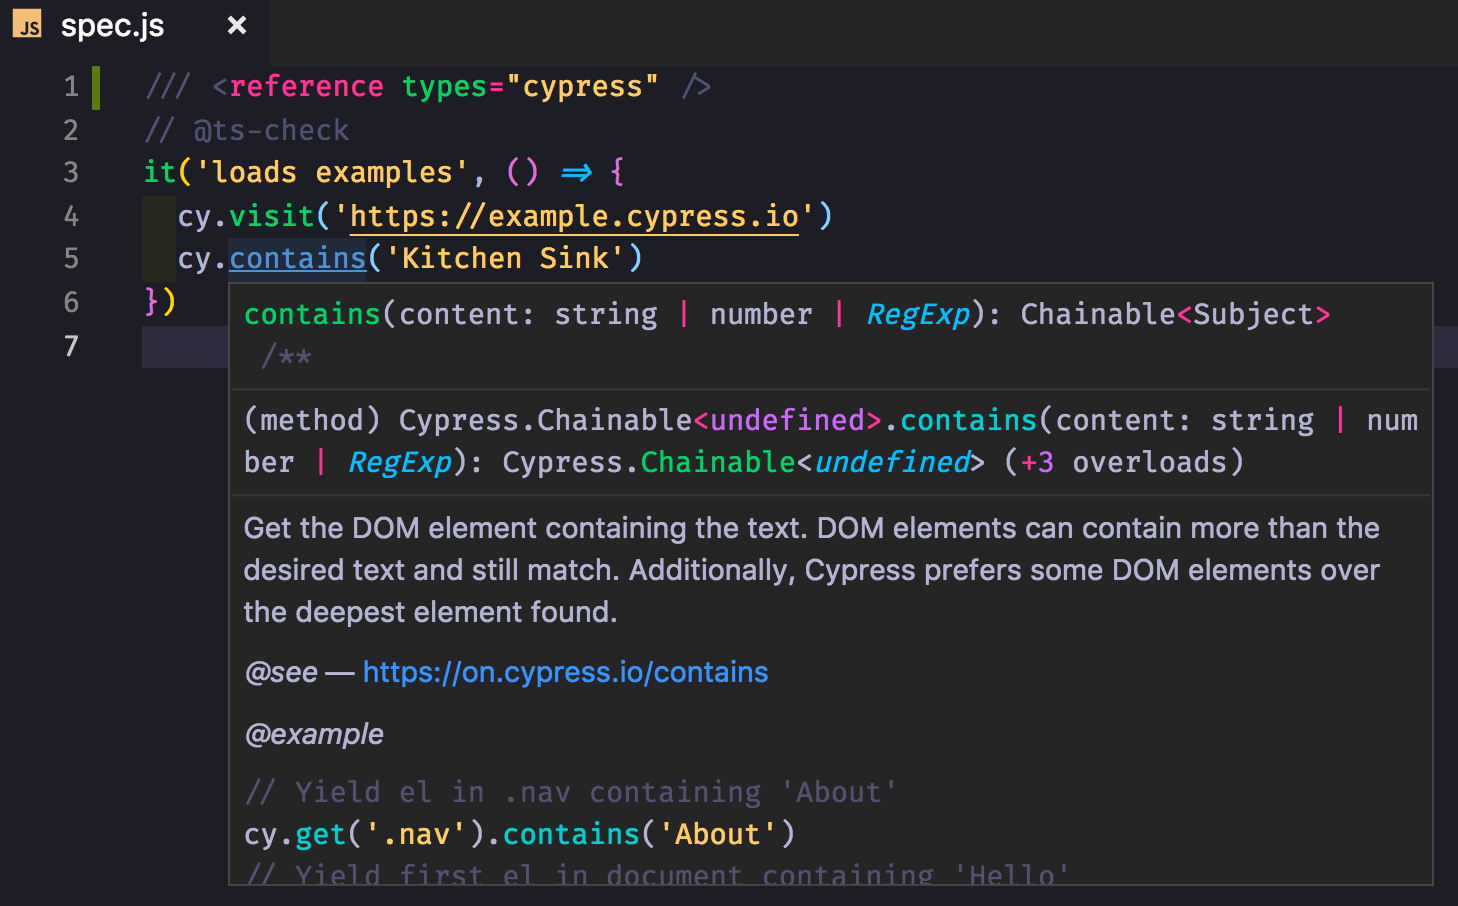 JS spec.js ×
1 /// <reference types="cypress" />
2 // @ts-check
3 it('loads examples', () => {
4 cy.visit('https://example.cypress.io')
5 cy.contains('Kitchen Sink')
6 })
7
contains(content: string | number | RegExp): Chainable<Subject>
/**
(method) Cypress.Chainable<undefined>.contains(content: string | num
ber | RegExp): Cypress.Chainable<undefined> (+3 overloads)
Get the DOM element containing the text. DOM elements can contain more than the
desired text and still match. Additionally, Cypress prefers some DOM elements over
the deepest element found.
@see — https://on.cypress.io/contains
@example
// Yield el in .nav containing 'About'
cy.get('.nav').contains('About')
// Yield first el in document containing 'Hello'